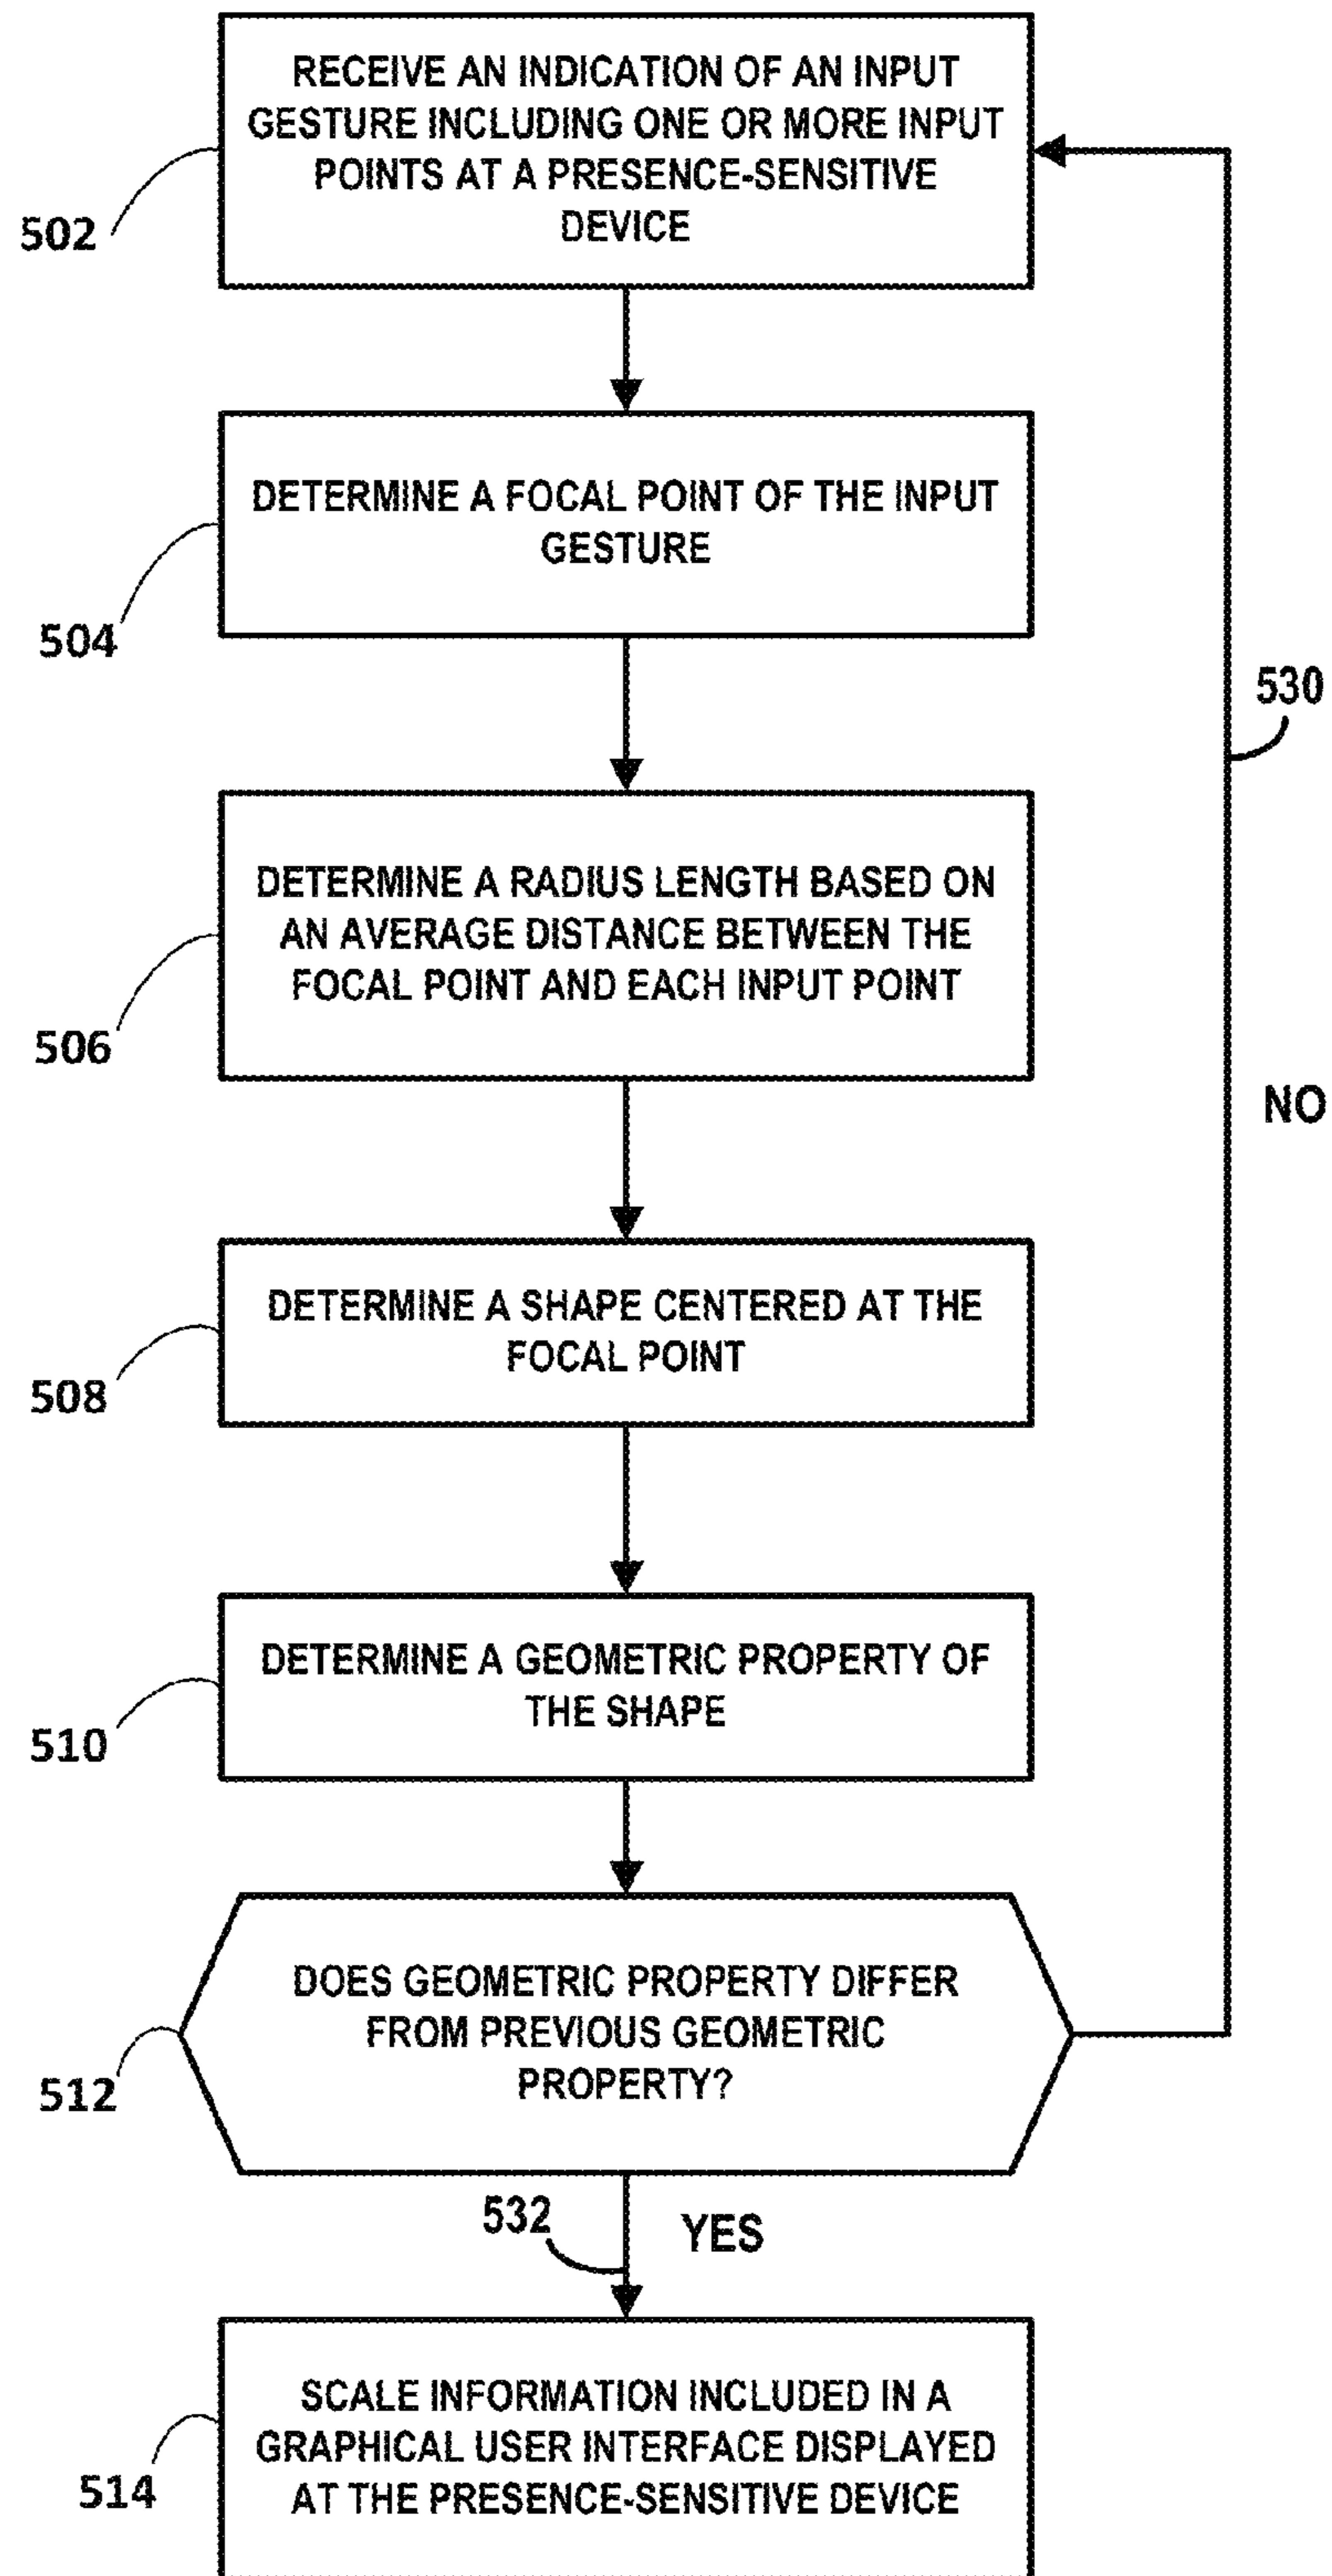 RECEIVE AN INDICATION OF AN INPUT
GESTURE INCLUDING ONE OR MORE INPUT
POINTS AT A PRESENCE-SENSITIVE
DEVICE
502
DETERMINE A FOCAL POINT OF THE INPUT
GESTURE
504
530
DETERMINE A RADIUS LENGTH BASED ON
AN AVERAGE DISTANCE BETWEEN THE
FOCAL POINT AND EACH INPUT POINT
506
NO
DETERMINE A SHAPE CENTERED AT THE
FOCAL POINT
508
DETERMINE A GEOMETRIC PROPERTY OF
THE SHAPE
510
DOES GEOMETRIC PROPERTY DIFFER
FROM PREVIOUS GEOMETRIC
PROPERTY?
512
532
YES
SCALE INFORMATION INCLUDED IN A
GRAPHICAL USER INTERFACE DISPLAYED
AT THE PRESENCE-SENSITIVE DEVICE
514